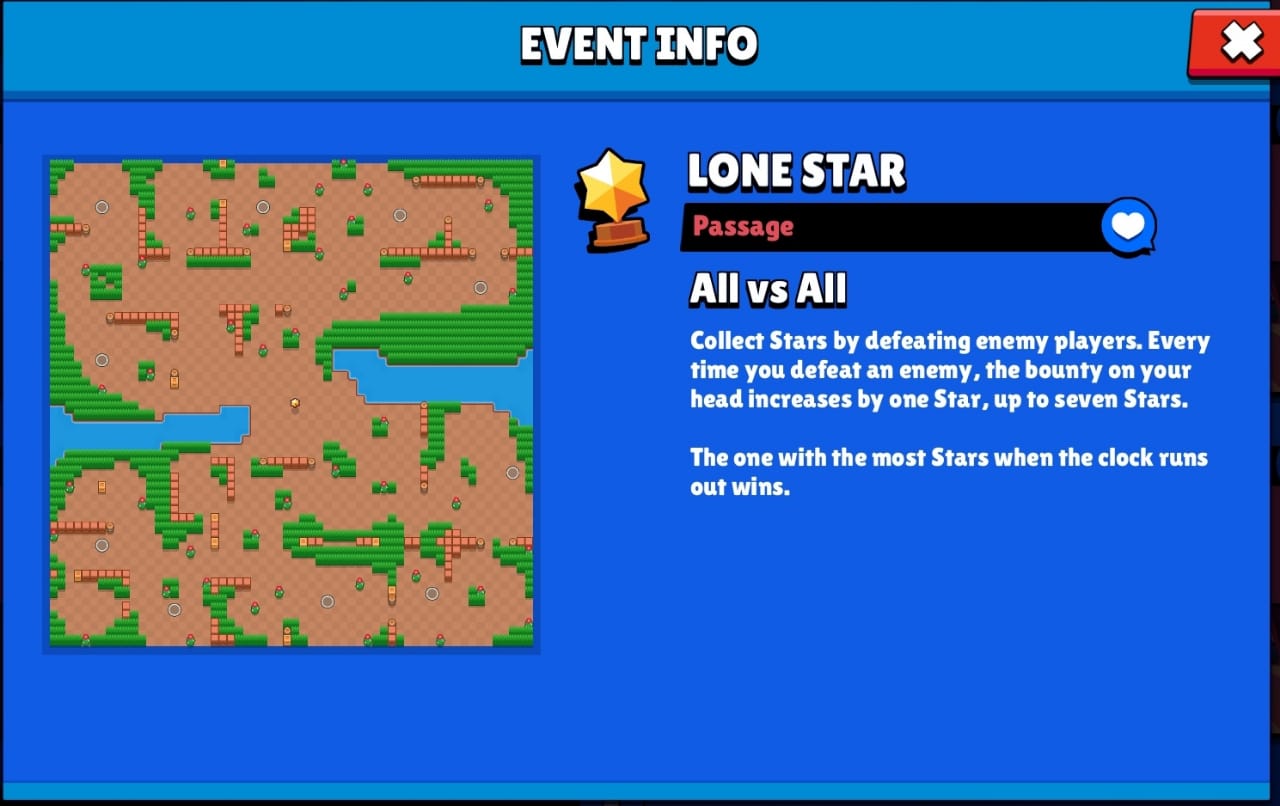 EVENT INFO
LONE STAR
Passage
All vs All
Collect Stars by defeating enemy players. Every
time you defeat an enemy, the bounty on your
head increases by one Star, up to seven Stars.
The one with the most Stars when the clock runs
out wins.